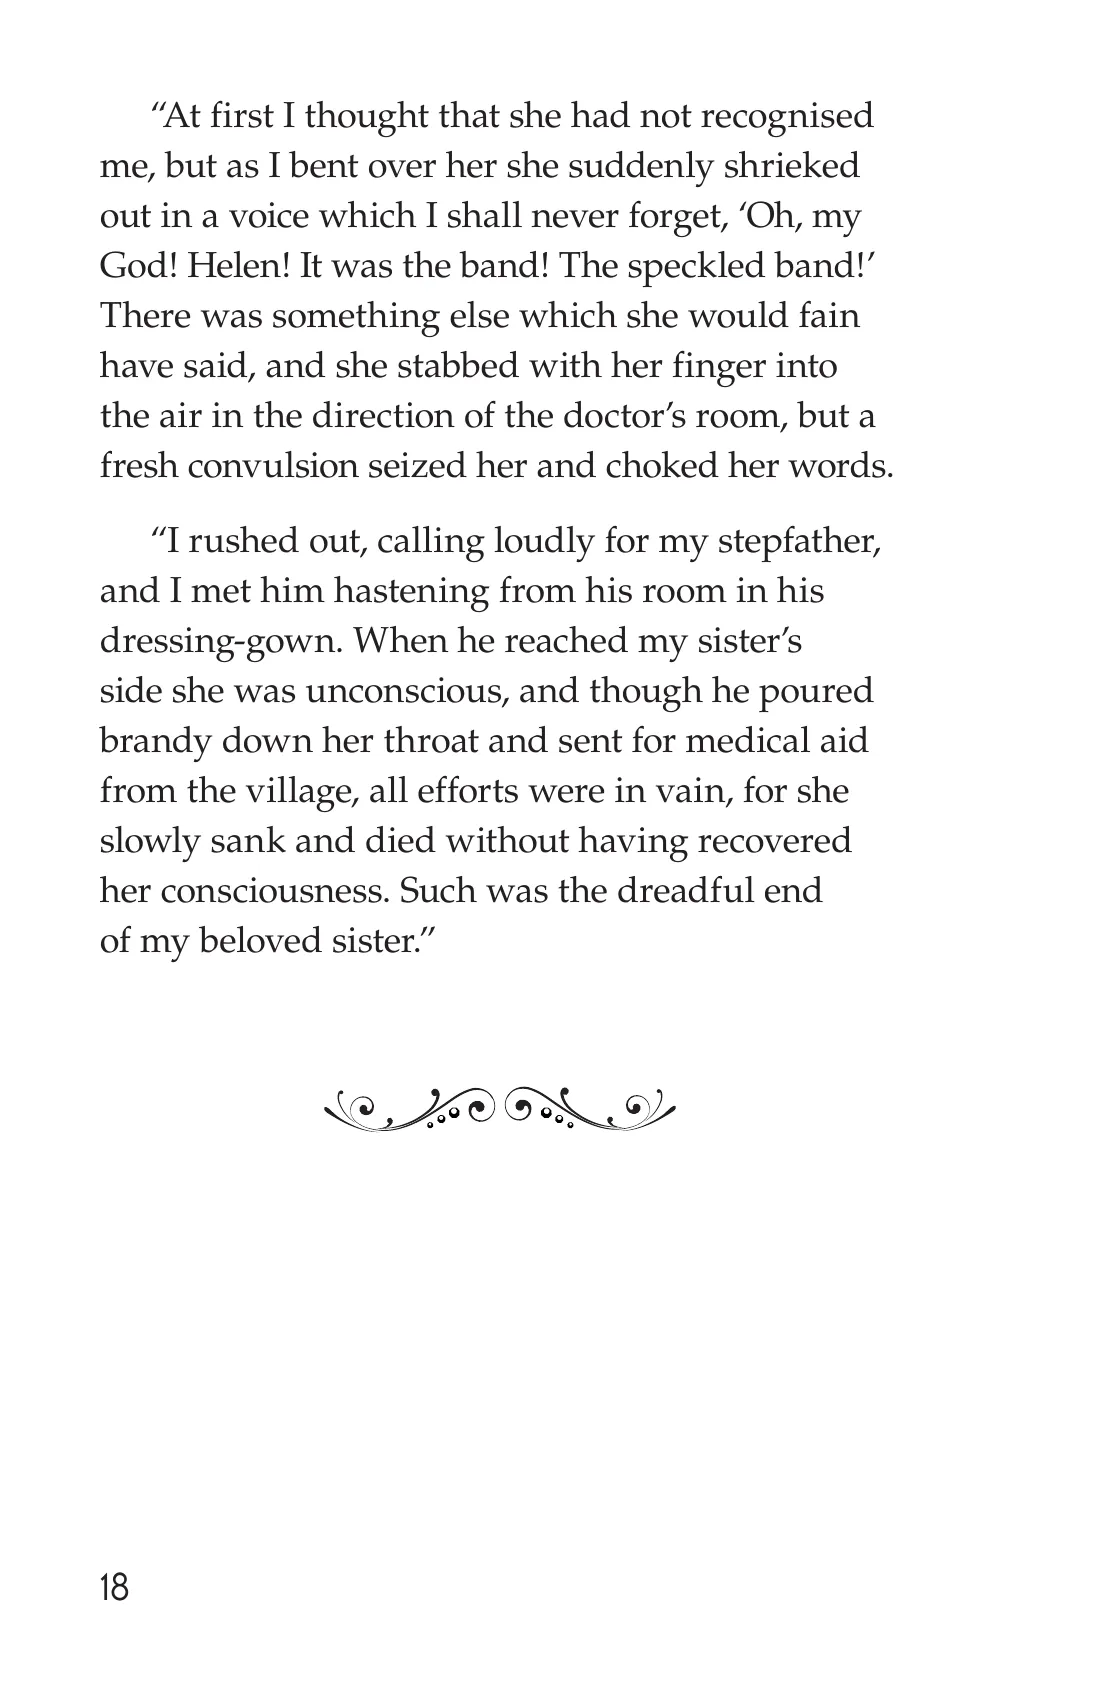 “At first I thought that she had not recognised
me, but as I bent over her she suddenly shrieked
out in a voice which I shall never forget, ‘Oh, my
God! Helen! It was the band! The speckled band!’
There was something else which she would fain
have said, and she stabbed with her finger into
the air in the direction of the doctor’s room, but a
fresh convulsion seized her and choked her words.
“I rushed out, calling loudly for my stepfather,
and I met him hastening from his room in his
dressing-gown. When he reached my sister’s
side she was unconscious, and though he poured
brandy down her throat and sent for medical aid
from the village, all efforts were in vain, for she
slowly sank and died without having recovered
her consciousness. Such was the dreadful end
of my beloved sister.”
18